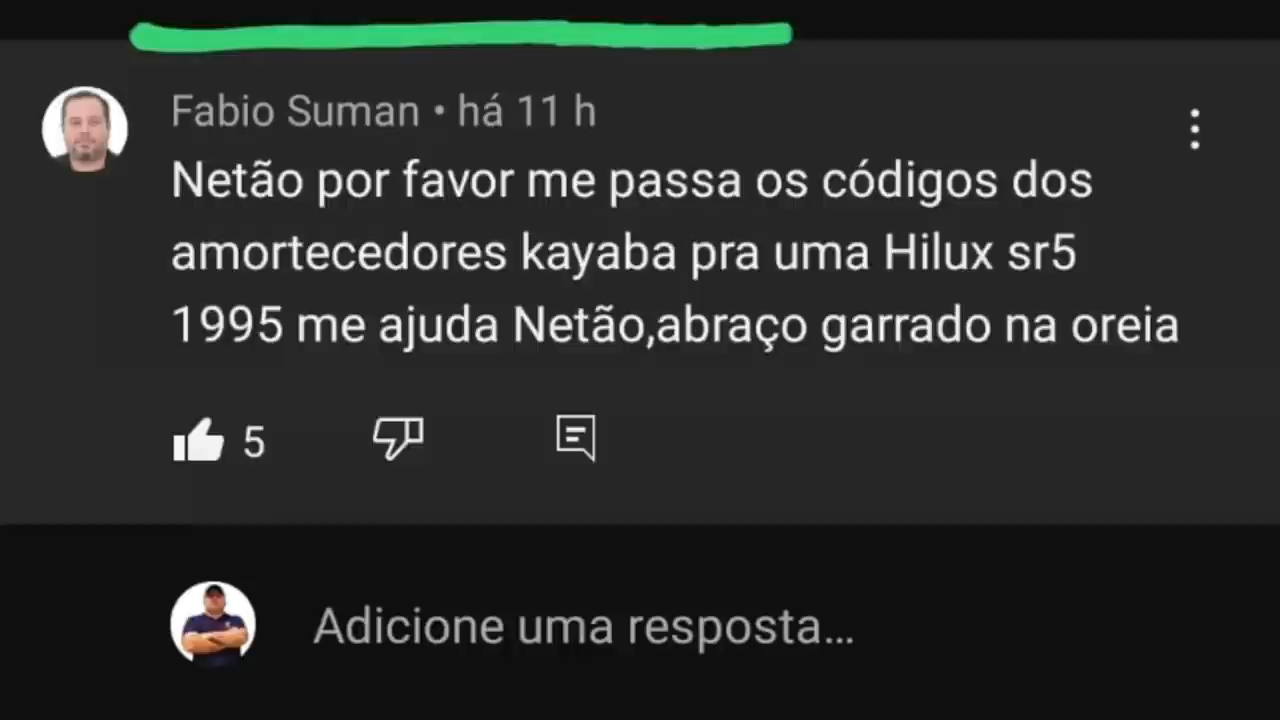 Fabio Suman • há 11 h
Netão por favor me passa os códigos dos
amortecedores kayaba pra uma Hilux sr5
1995 me ajuda Netão,abraço garrado na oreia
5
Adicione uma resposta...